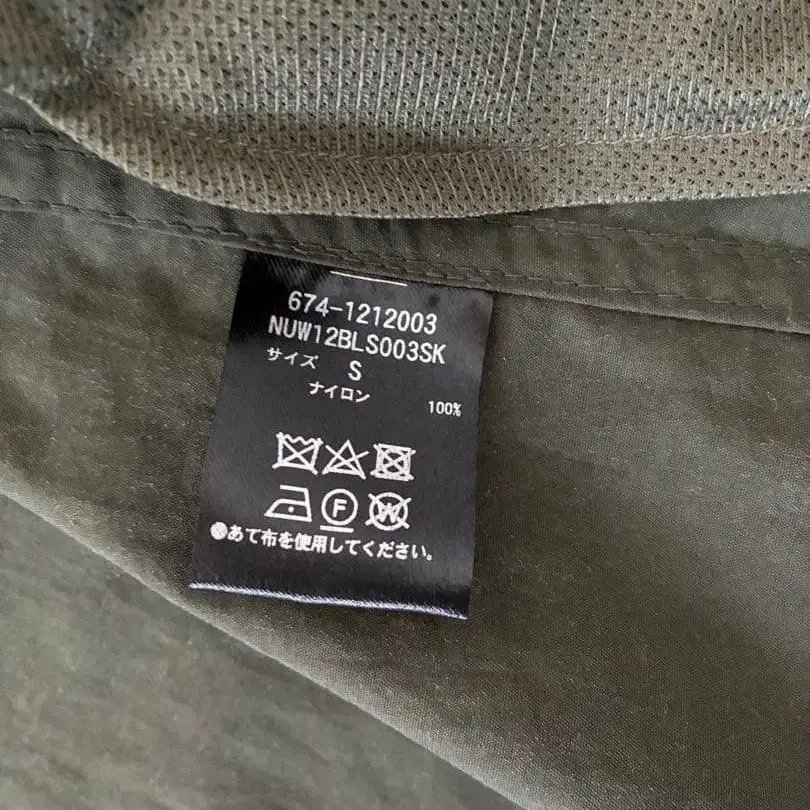 674-1212003
NUW12BLS003SK
サイズ S
ナイロン 100%
F W
●あて布を使用してください。